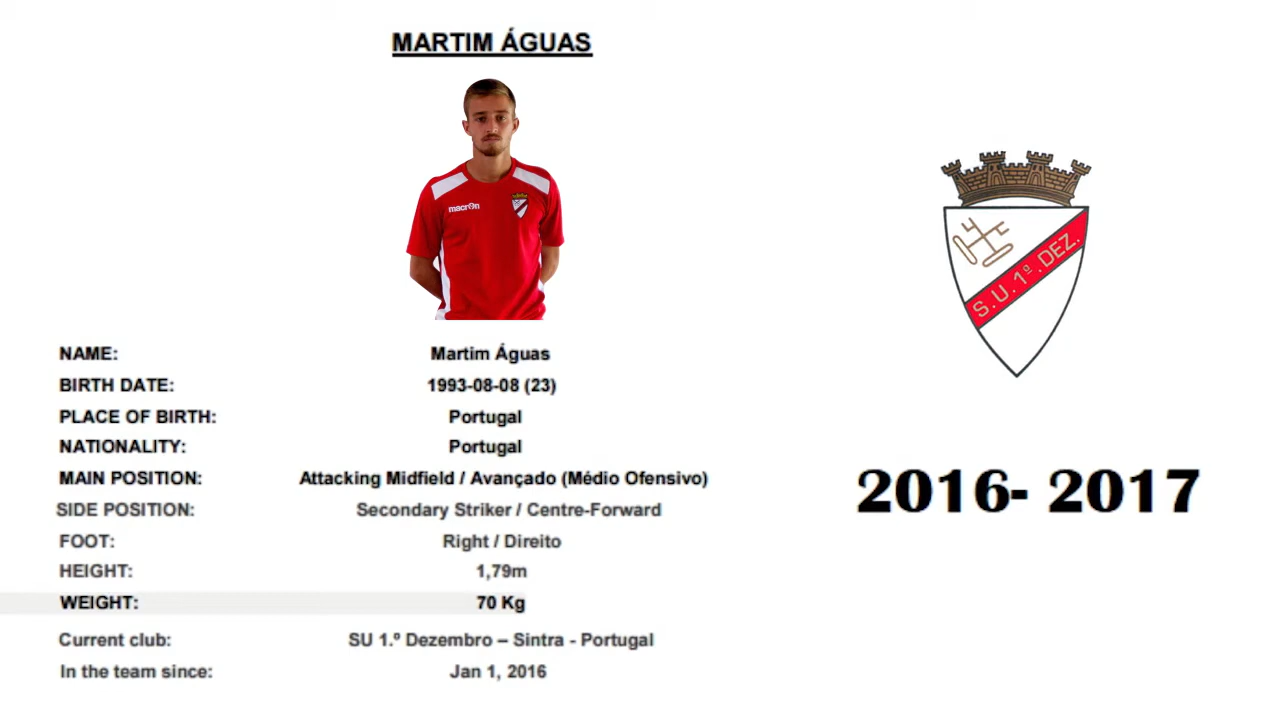 MARTIM ÁGUAS
macron
S.U.1º.DEZ.
NAME: Martim Águas
BIRTH DATE: 1993-08-08 (23)
PLACE OF BIRTH: Portugal
NATIONALITY: Portugal
MAIN POSITION: Attacking Midfield / Avançado (Médio Ofensivo)
SIDE POSITION: Secondary Striker / Centre-Forward
FOOT: Right / Direito
HEIGHT: 1,79m
WEIGHT: 70 Kg
Current club: SU 1.º Dezembro – Sintra - Portugal
In the team since: Jan 1, 2016
2016- 2017